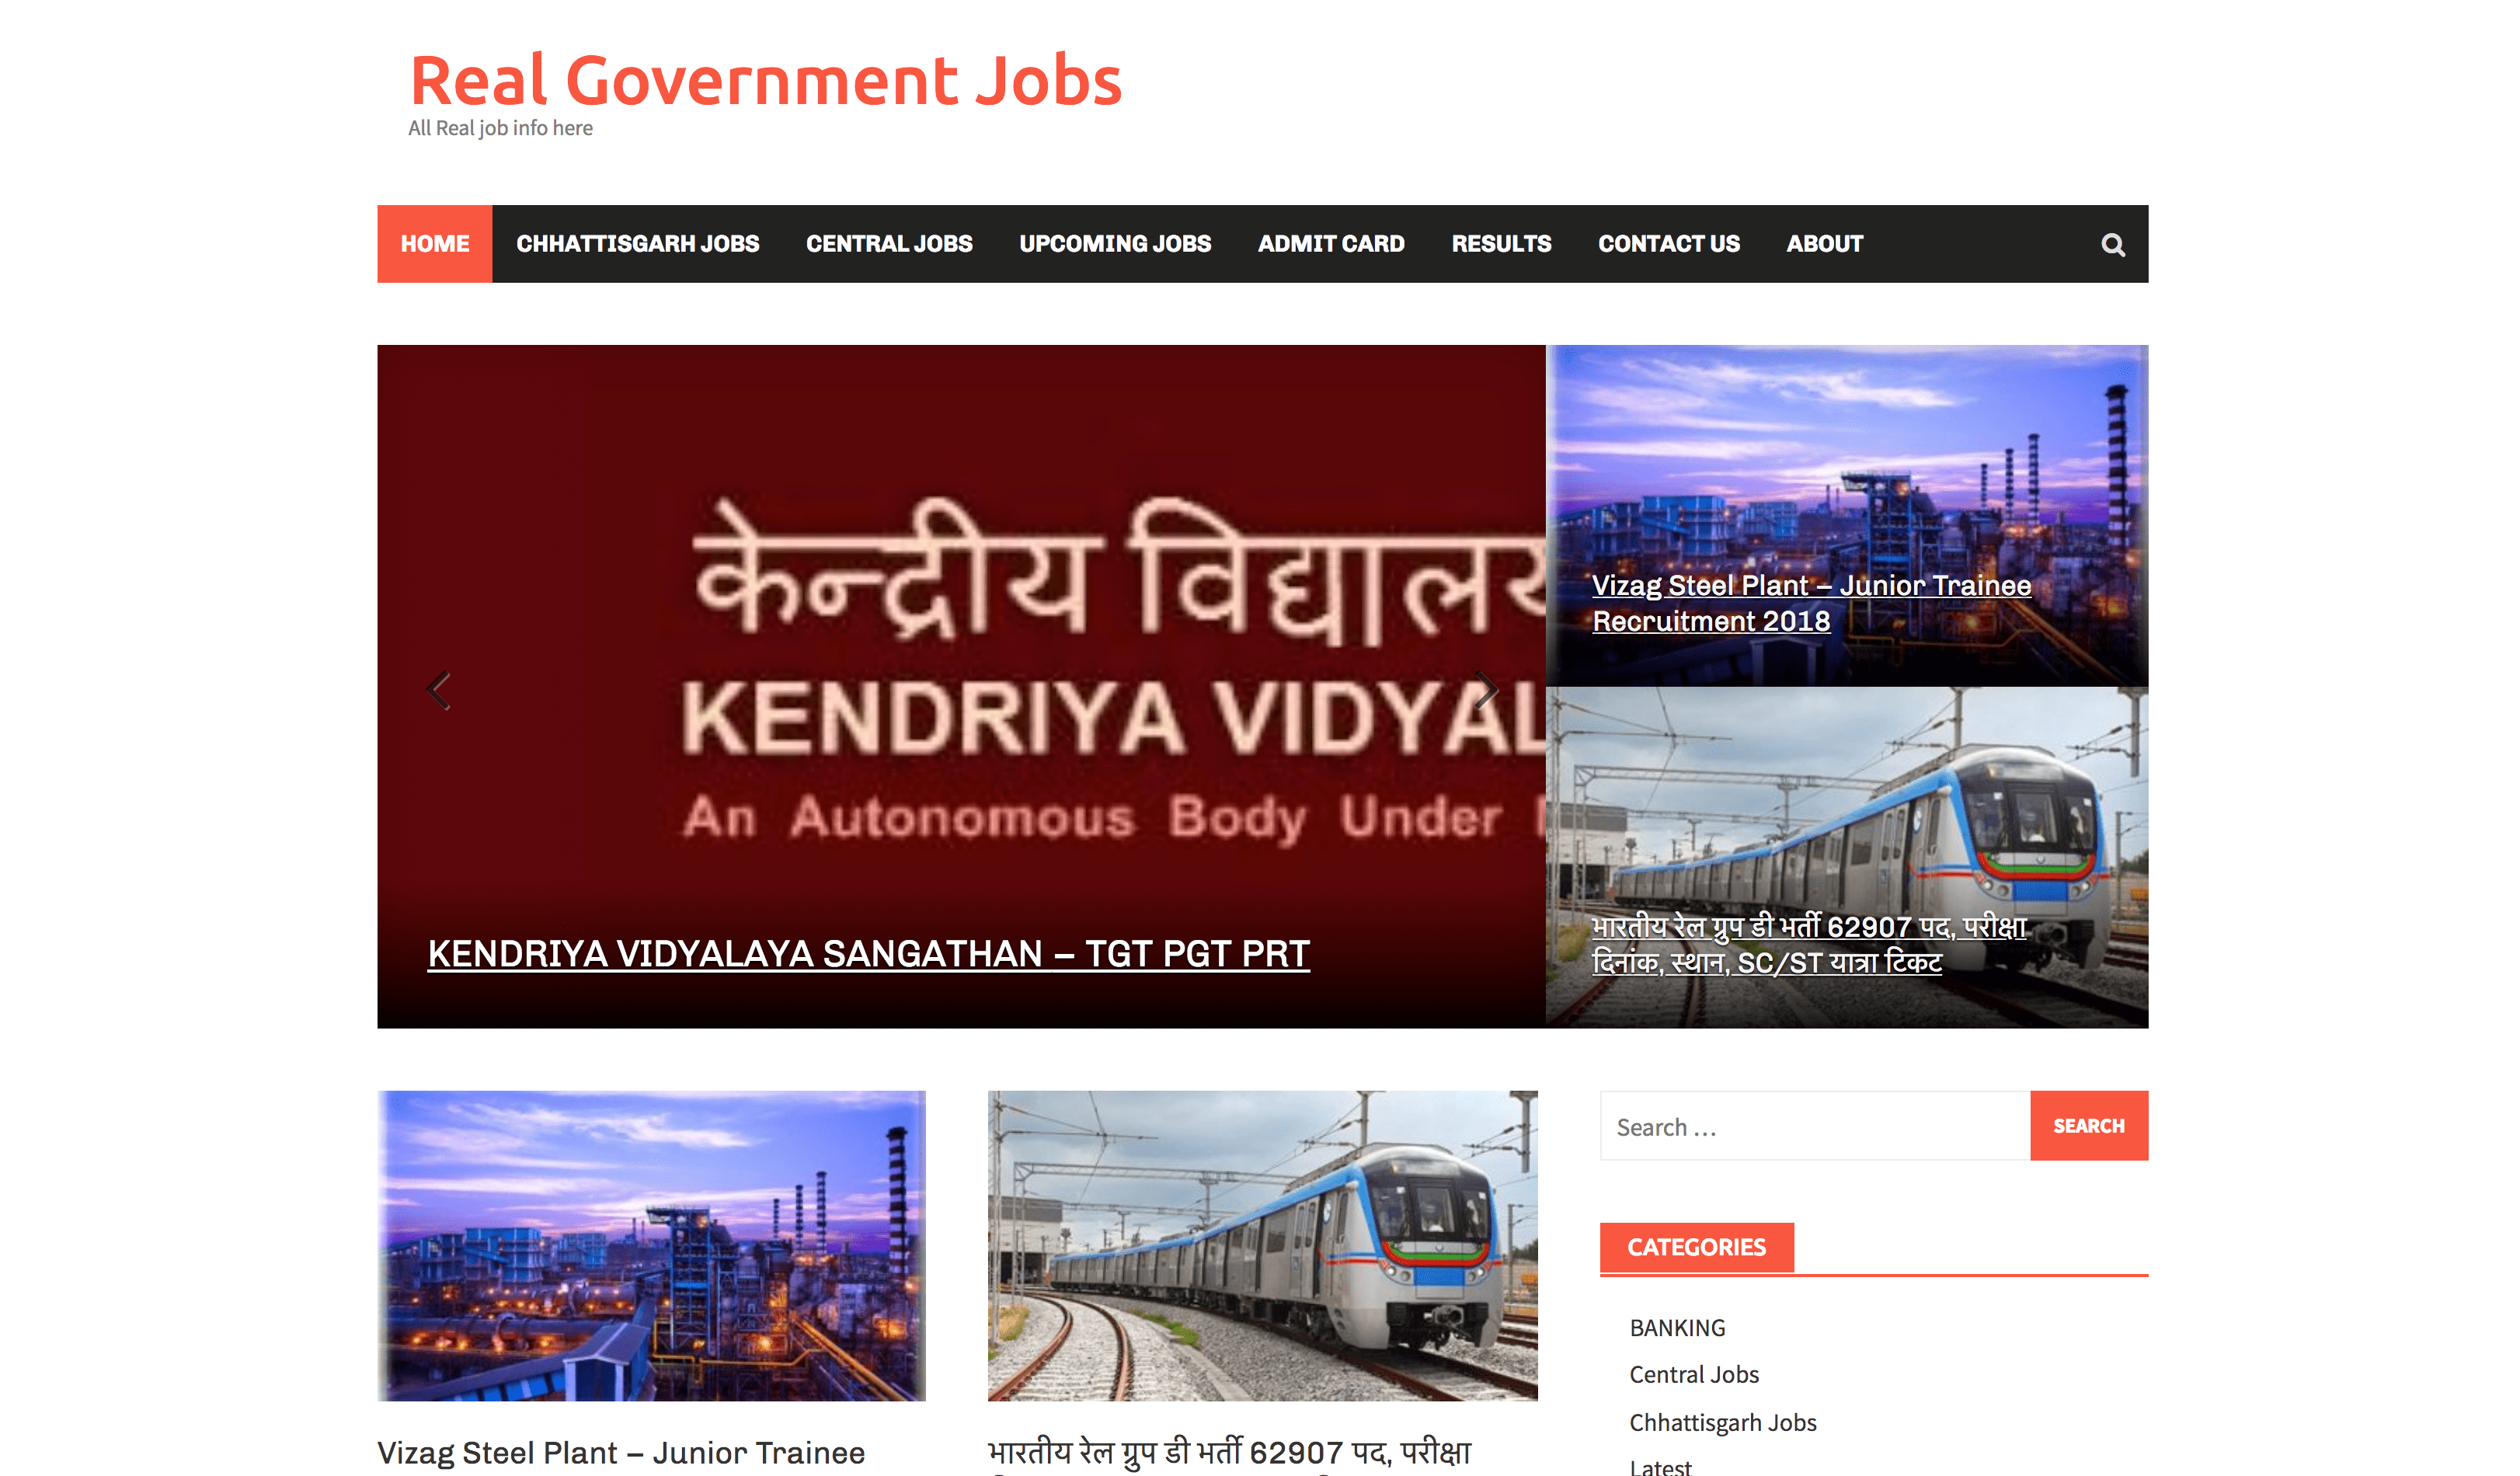 Real Government Jobs
All Real job info here
HOME CHHATTISGARH JOBS CENTRAL JOBS UPCOMING JOBS ADMIT CARD RESULTS CONTACT US ABOUT
केन्द्रीय विद्यालय
KENDRIYA VIDYAL
An Autonomous Body Under
KENDRIYA VIDYALAYA SANGATHAN – TGT PGT PRT
Vizag Steel Plant – Junior Trainee
Recruitment 2018
भारतीय रेल ग्रुप डी भर्ती 62907 पद, परीक्षा
दिनांक, स्थान, SC/ST यात्रा टिकट
Vizag Steel Plant – Junior Trainee
भारतीय रेल ग्रुप डी भर्ती 62907 पद, परीक्षा
Search …
SEARCH
CATEGORIES
BANKING
Central Jobs
Chhattisgarh Jobs
Latest